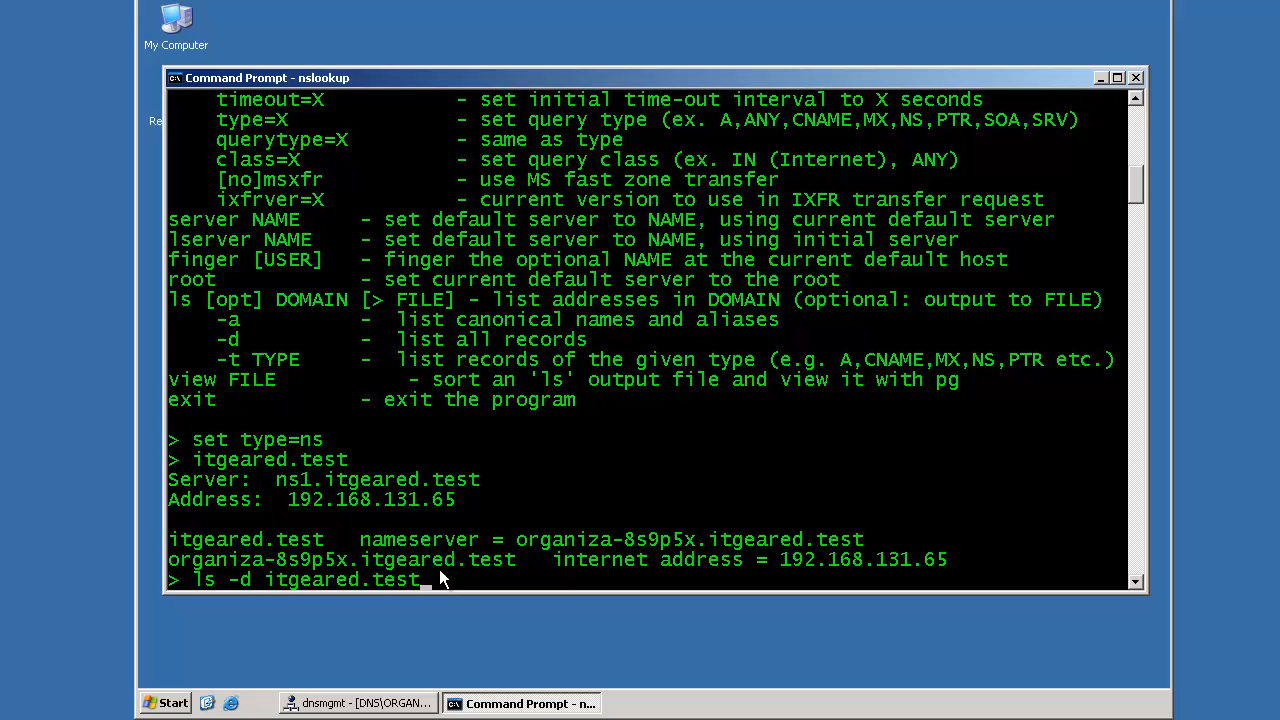 My Computer
Re
Command Prompt - nslookup
timeout=X - set initial time-out interval to X seconds
type=X - set query type (ex. A,ANY,CNAME,MX,NS,PTR,SOA,SRV)
querytype=X - same as type
class=X - set query class (ex. IN (Internet), ANY)
[no]msxfr - use MS fast zone transfer
ixfrver=X - current version to use in IXFR transfer request
server NAME - set default server to NAME, using current default server
lserver NAME - set default server to NAME, using initial server
finger [USER] - finger the optional NAME at the current default host
root - set current default server to the root
ls [opt] DOMAIN [> FILE] - list addresses in DOMAIN (optional: output to FILE)
-a - list canonical names and aliases
-d - list all records
-t TYPE - list records of the given type (e.g. A,CNAME,MX,NS,PTR etc.)
view FILE - sort an 'ls' output file and view it with pg
exit - exit the program
> set type=ns
> itgeared.test
Server: ns1.itgeared.test
Address: 192.168.131.65
itgeared.test nameserver = organiza-8s9p5x.itgeared.test
organiza-8s9p5x.itgeared.test internet address = 192.168.131.65
> ls -d itgeared.test_
Start
dnsmgmt - [DNS\ORGAN...
Command Prompt - n...